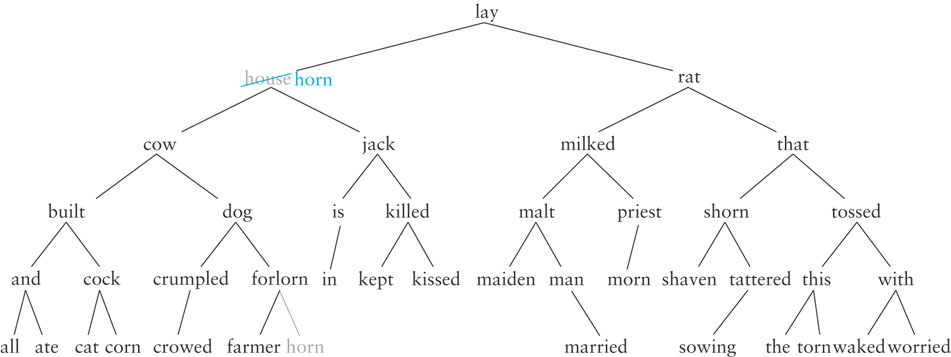 lay
house horn rat
cow jack milked that
built dog is killed malt priest shorn tossed
and cock crumpled forlorn in kept kissed maiden man morn shaven tattered this with
all ate cat corn crowed farmer horn married sowing the torn waked worried